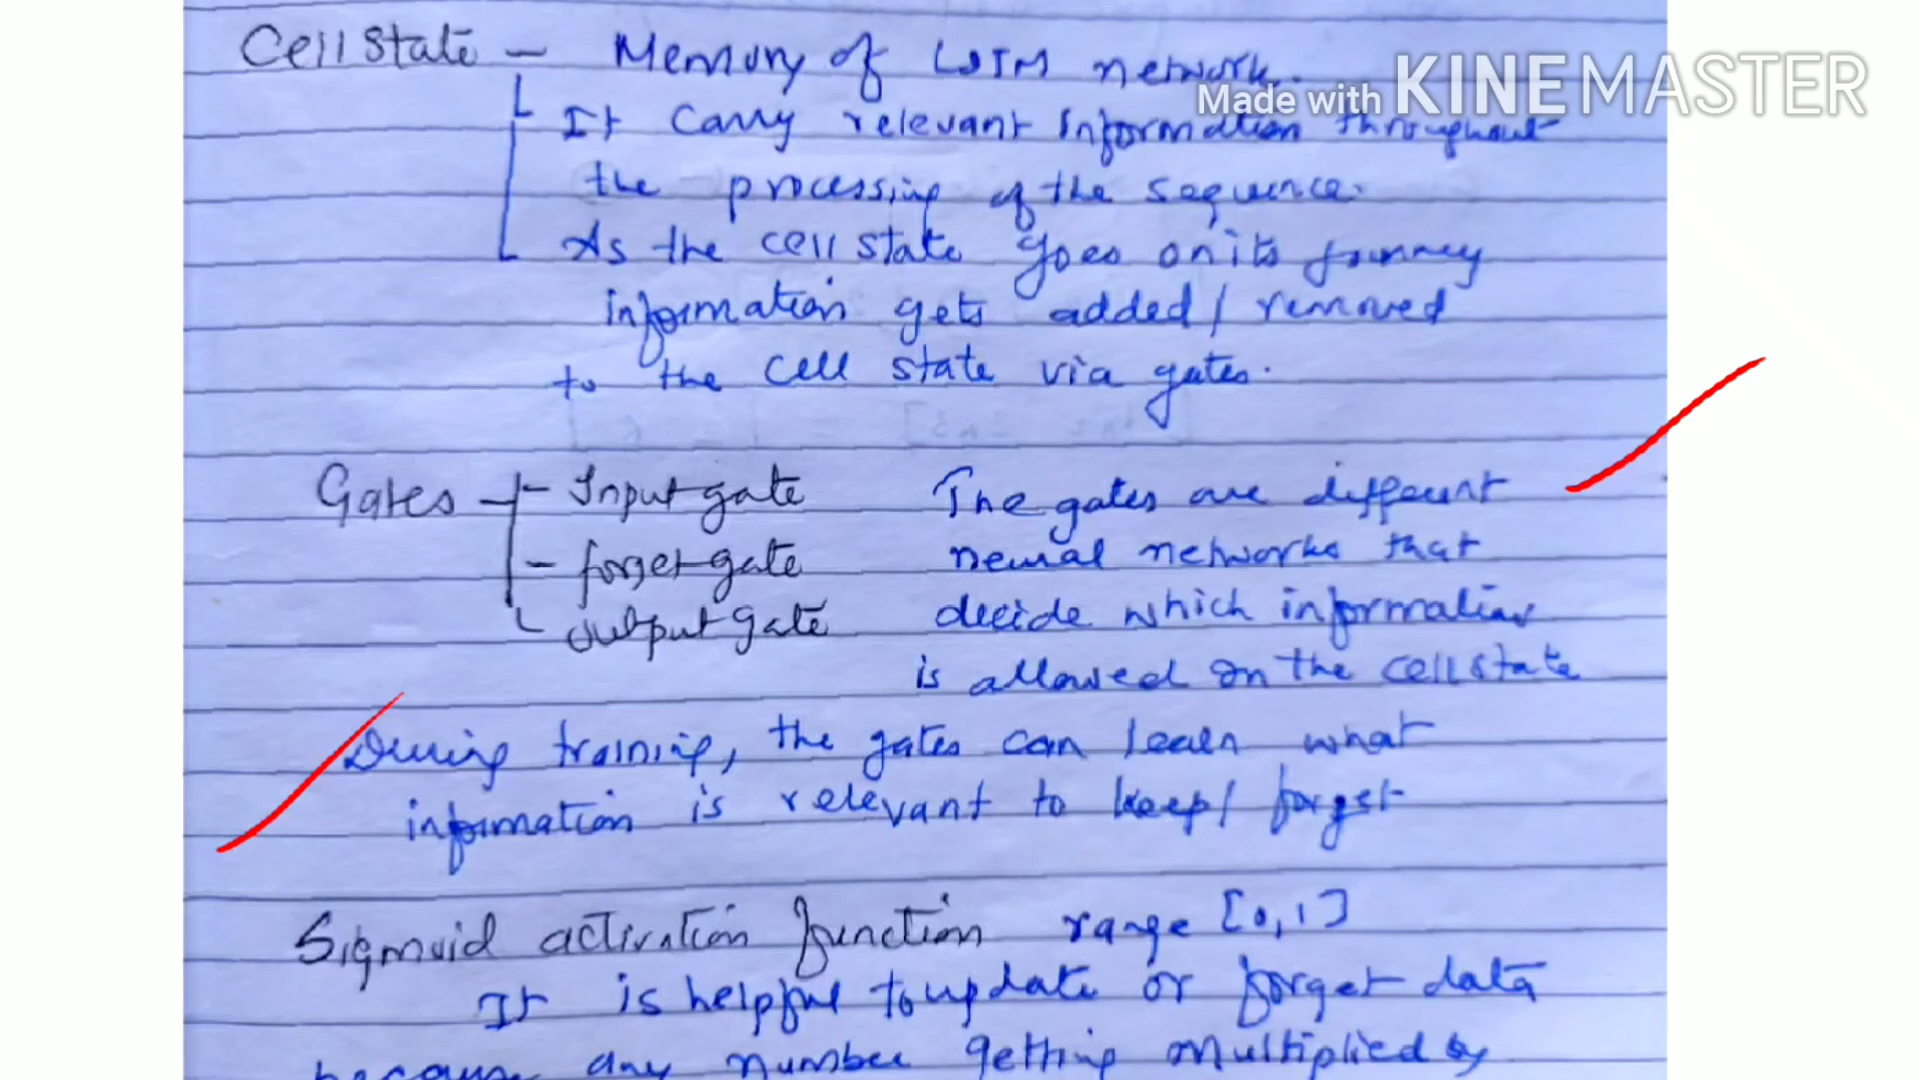 Cell State - Memory of LSTM network.
Made with KINEMASTER
It carry relevant information throughout
the processing of the sequence.
As the cell state goes on its journey
information gets added / removed
to the cell state via gates.
Gates - Input gate
- forget gate
output gate
The gates are different
neural networks that
decide which information
is allowed on the cell state
During training, the gates can learn what
information is relevant to keep / forget
Sigmoid activation function range [0,1]
It is helpful to update or forget data
because any number getting multiplied by